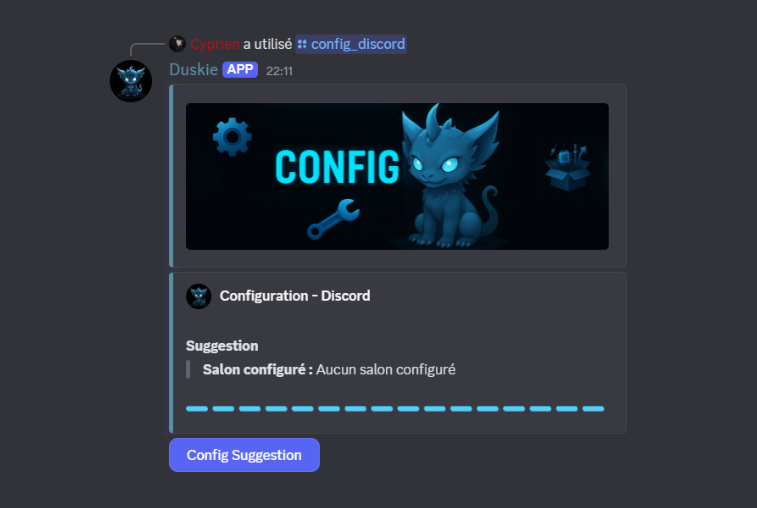 Cyprien a utilisé config_discord
Duskie APP 22:11
CONFIG
Configuration - Discord
Suggestion
Salon configuré : Aucun salon configuré
Config Suggestion